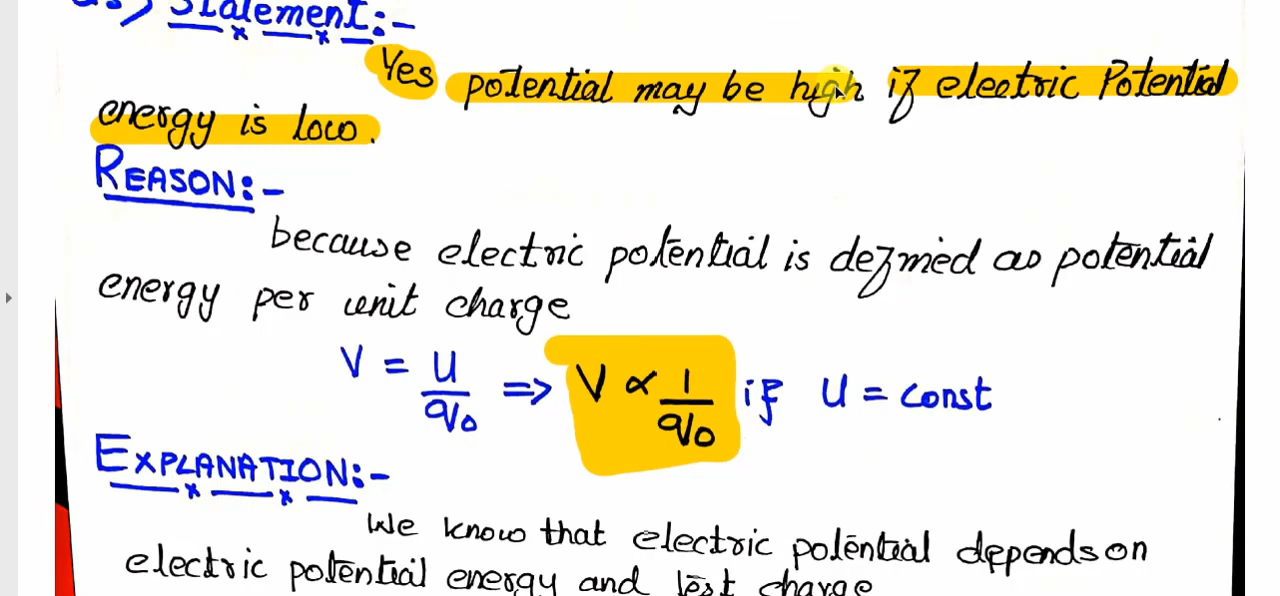 Statement:-
Yes potential may be high if electric Potential
energy is low.
REASON:-
because electric potential is defined as potential
energy per unit charge
V = U/q₀ => V ∝ 1/q₀ if U = const
EXPLANATION:-
We know that electric potential depends on
electric potential energy and test charge